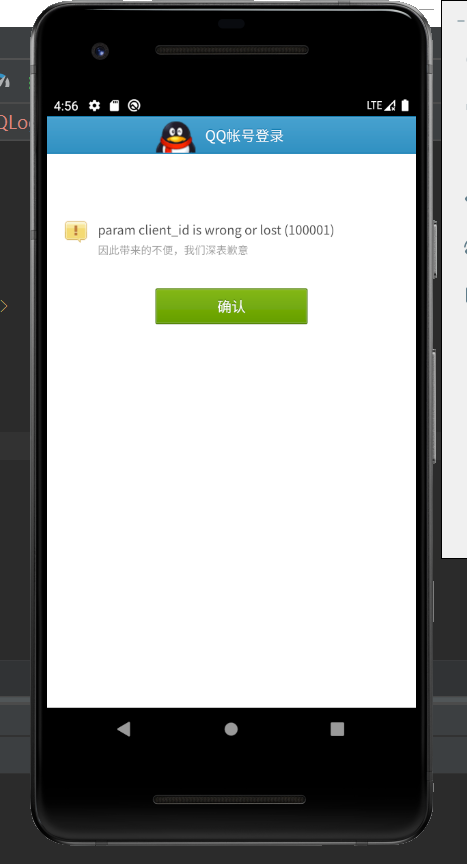 4:56
LTE
QQ帐号登录
QLo
param client_id is wrong or lost (100001)
因此带来的不便，我们深表歉意
确认